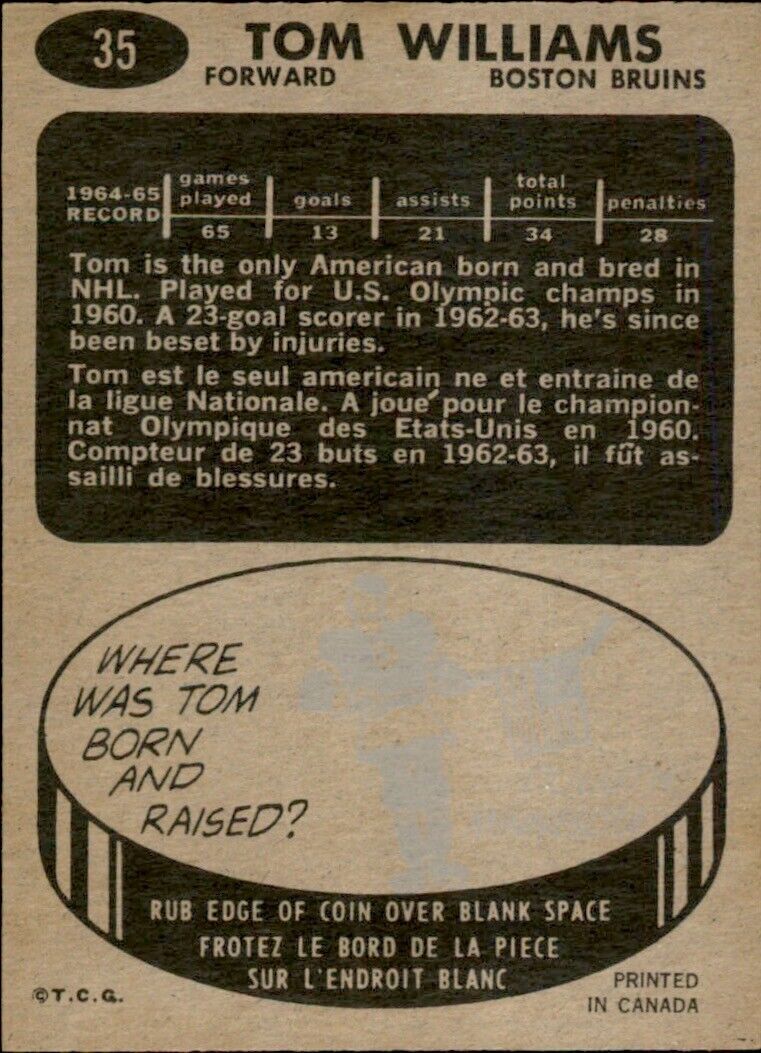 35
TOM WILLIAMS
FORWARD
BOSTON BRUINS
1964-65 RECORD | games played | goals | assists | total points | penalties
65 13 21 34 28
Tom is the only American born and bred in
NHL. Played for U.S. Olympic champs in
1960. A 23-goal scorer in 1962-63, he's since
been beset by injuries.
Tom est le seul americain ne et entraine de
la ligue Nationale. A joue´ pour le champion-
nat Olympique des Etats-Unis en 1960.
Compteur de 23 buts en 1962-63, il fût as-
sailli de blessures.
WHERE
WAS TOM
BORN
AND
RAISED?
RUB EDGE OF COIN OVER BLANK SPACE
FROTEZ LE BORD DE LA PIECE
SUR L'ENDROIT BLANC
©T.C.G.
PRINTED
IN CANADA